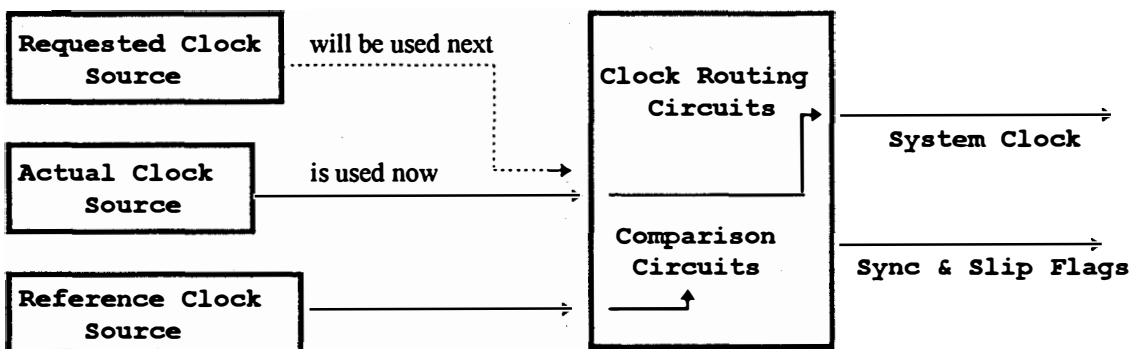 Requested Clock
Source
will be used next
Clock Routing
Circuits
System Clock
Actual Clock
Source
is used now
Comparison
Circuits
Sync & Slip Flags
Reference Clock
Source